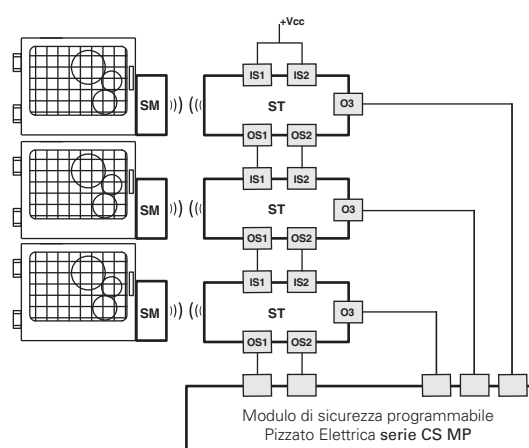 +Vcc
IS1 IS2
SM ST O3
OS1 OS2
IS1 IS2
SM ST O3
OS1 OS2
IS1 IS2
SM ST O3
OS1 OS2
Modulo di sicurezza programmabile
Pizzato Elettrica serie CS MP